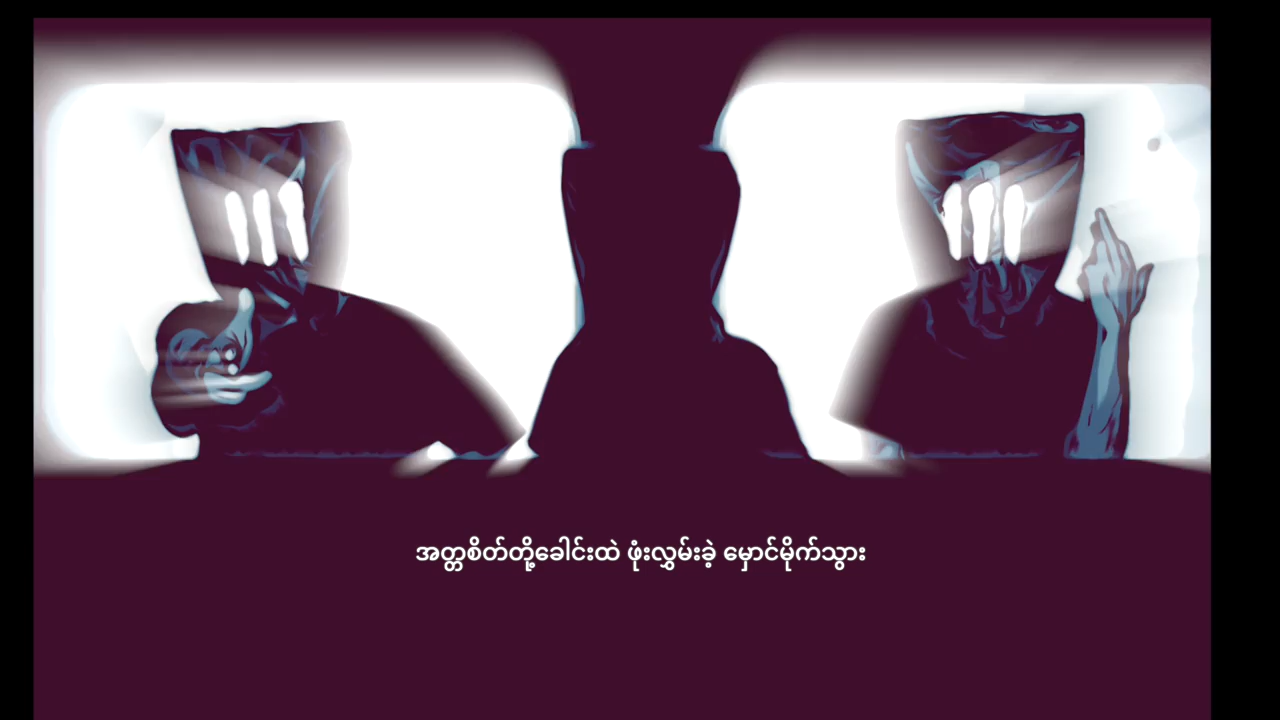 အတ္တစိတ်တို့ခေါင်းထဲ ဖုံးလွှမ်းခဲ့ မှောင်မိုက်သွား